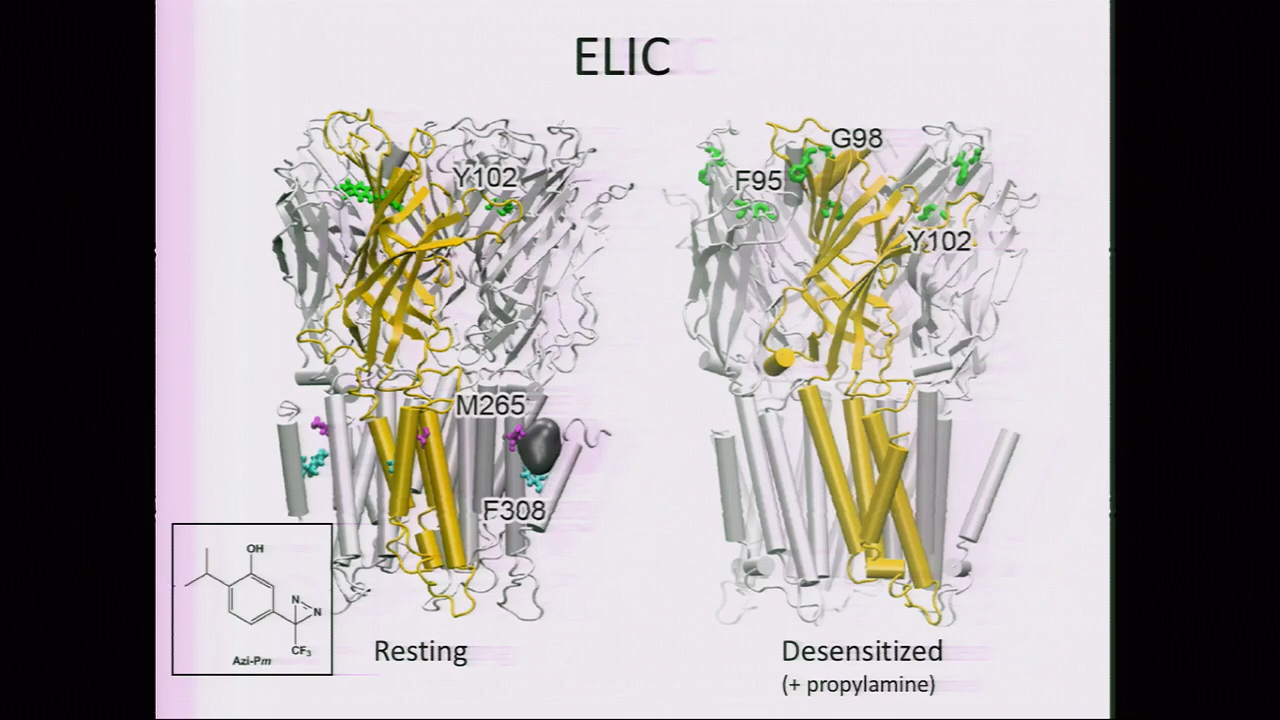 ELIC
Y102
M265
F308
G98
F95
Y102
OH
N
N
CF₃
Azi-Pm
Resting
Desensitized
(+ propylamine)